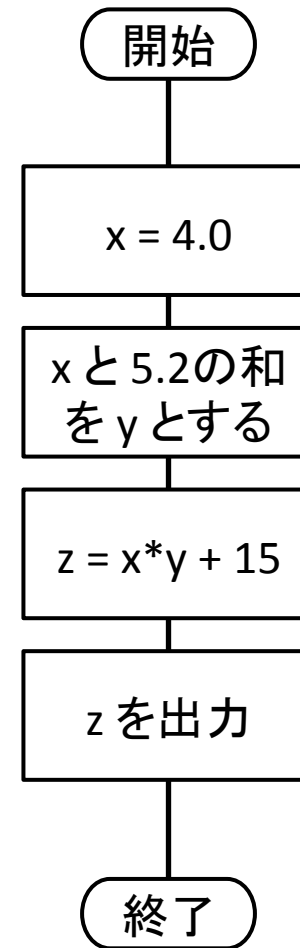 開始
x = 4.0
x と 5.2の和
を y とする
z = x*y + 15
z を出力
終了